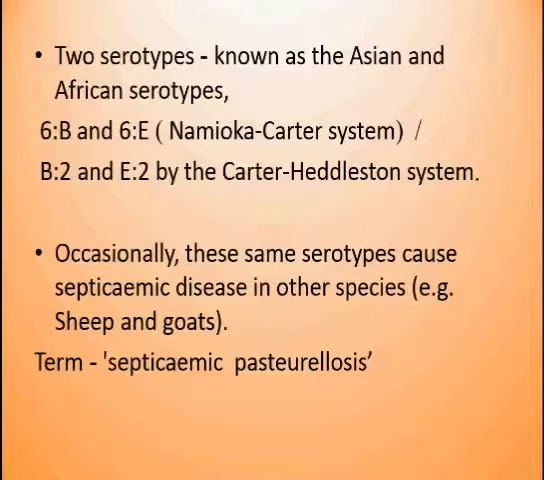 • Two serotypes - known as the Asian and
African serotypes,
6:B and 6:E ( Namioka-Carter system) /
B:2 and E:2 by the Carter-Heddleston system.
• Occasionally, these same serotypes cause
septicaemic disease in other species (e.g.
Sheep and goats).
Term - 'septicaemic pasteurellosis’